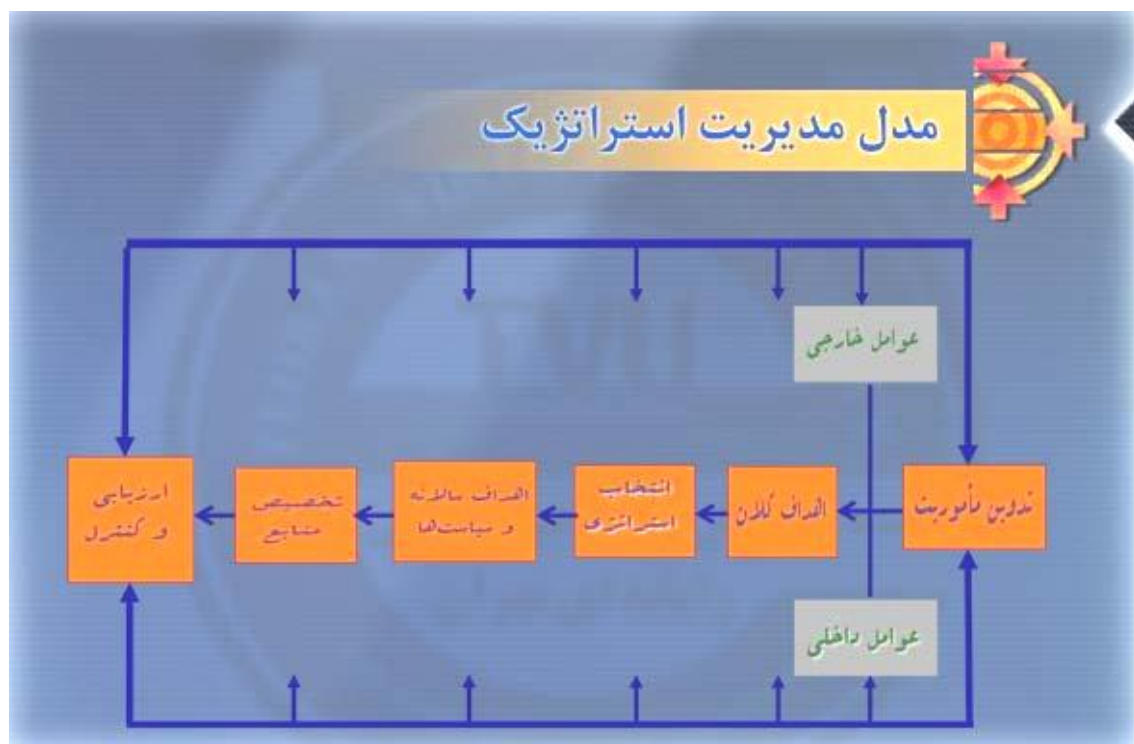 مدل مدیریت استراتژیک
عوامل خارجی
تدوین مأموریت
اهداف کلان
انتخاب
استراتژی
اهداف سالانه
و سیاست‌ها
تخصیص
منابع
ارزیابی
و کنترل
عوامل داخلی